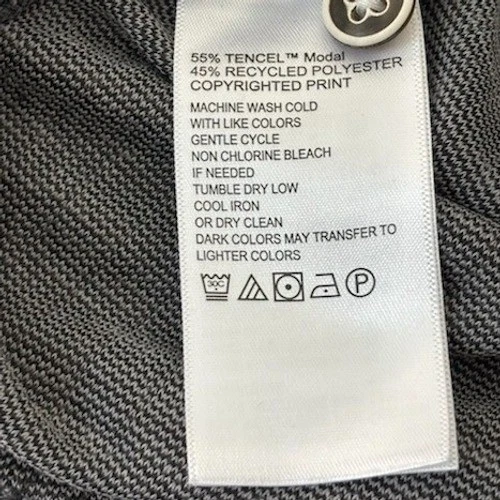 55% TENCEL™ Modal
45% RECYCLED POLYESTER
COPYRIGHTED PRINT
MACHINE WASH COLD
WITH LIKE COLORS
GENTLE CYCLE
NON CHLORINE BLEACH
IF NEEDED
TUMBLE DRY LOW
COOL IRON
OR DRY CLEAN
DARK COLORS MAY TRANSFER TO
LIGHTER COLORS
30C P